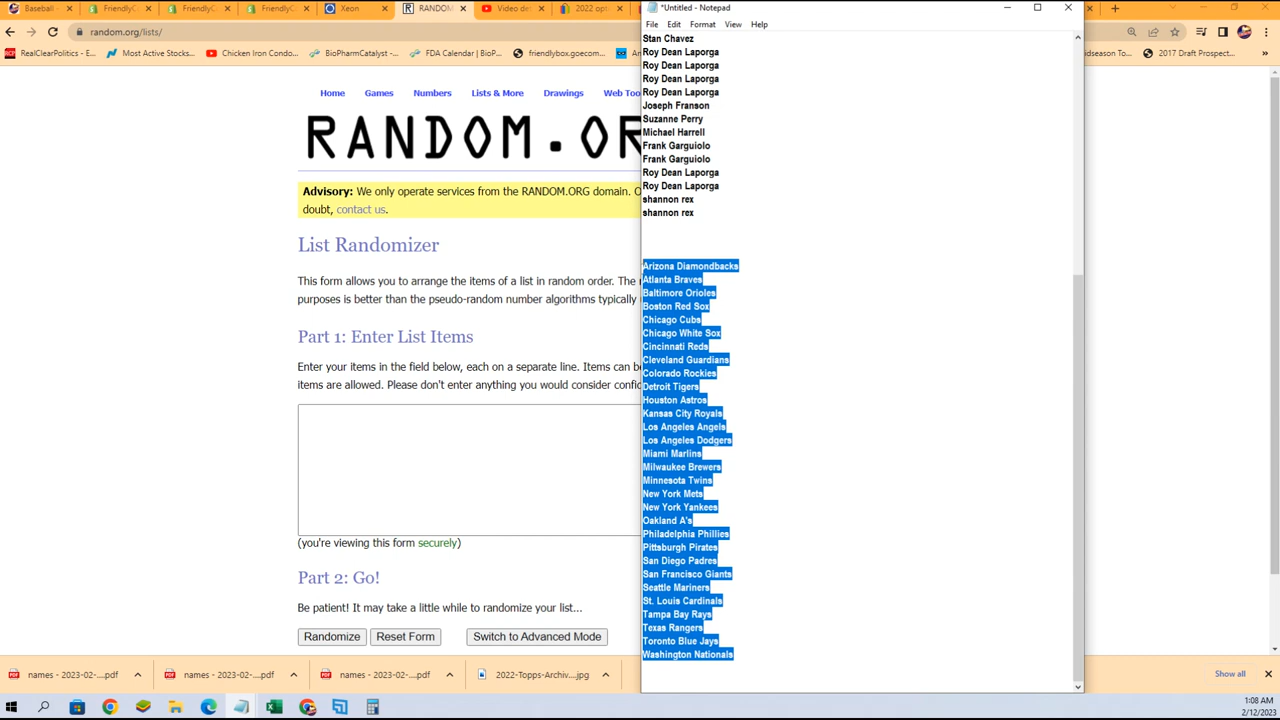 Baseball -
FriendlyC
FriendlyC
FriendlyC
Xeon
RANDOM
Video de
2022 opti
random.org/lists/
RealClearPolitics - E...
Most Active Stocks...
Chicken Iron Condo...
BioPharmCatalyst -...
friendlybox.goecom...
FDA Calendar | BioP...
idseason To...
2017 Draft Prospect...
Home
Games
Numbers
Lists & More
Drawings
Web Too
RANDOM.OR
Advisory: We only operate services from the RANDOM.ORG domain. O
doubt, contact us.
List Randomizer
This form allows you to arrange the items of a list in random order. The
purposes is better than the pseudo-random number algorithms typically
Part 1: Enter List Items
Enter your items in the field below, each on a separate line. Items can be
items are allowed. Please don't enter anything you would consider confi
(you're viewing this form securely)
Part 2: Go!
Be patient! It may take a little while to randomize your list...
Randomize
Reset Form
Switch to Advanced Mode
*Untitled - Notepad
File
Edit
Format
View
Help
Stan Chavez
Roy Dean Laporga
Roy Dean Laporga
Roy Dean Laporga
Roy Dean Laporga
Joseph Franson
Suzanne Perry
Michael Harrell
Frank Garguiolo
Frank Garguiolo
Roy Dean Laporga
Roy Dean Laporga
shannon rex
shannon rex
Arizona Diamondbacks
Atlanta Braves
Baltimore Orioles
Boston Red Sox
Chicago Cubs
Chicago White Sox
Cincinnati Reds
Cleveland Guardians
Colorado Rockies
Detroit Tigers
Houston Astros
Kansas City Royals
Los Angeles Angels
Los Angeles Dodgers
Miami Marlins
Milwaukee Brewers
Minnesota Twins
New York Mets
New York Yankees
Oakland A's
Philadelphia Phillies
Pittsburgh Pirates
San Diego Padres
San Francisco Giants
Seattle Mariners
St. Louis Cardinals
Tampa Bay Rays
Texas Rangers
Toronto Blue Jays
Washington Nationals
names - 2023-02-....pdf
names - 2023-02-....pdf
names - 2023-02-....pdf
2022-Topps-Archiv....jpg
Show all
1:08 AM
2/12/2023